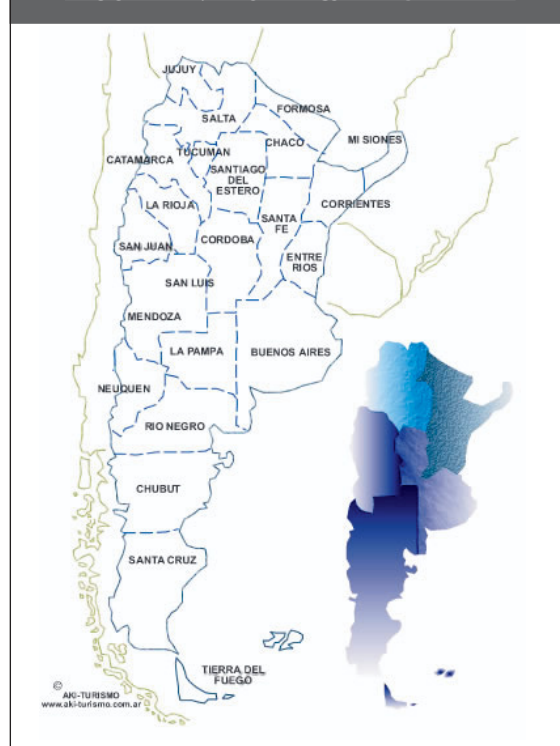 JUJUY
SALTA
FORMOSA
CHACO
MISIONES
TUCUMAN
CATAMARCA
SANTIAGO
DEL
ESTERO
LA RIOJA
CORRIENTES
SANTA
FE
CORDOBA
SAN JUAN
ENTRE
RIOS
SAN LUIS
MENDOZA
LA PAMPA
BUENOS AIRES
NEUQUEN
RIO NEGRO
CHUBUT
SANTA CRUZ
TIERRA DEL
FUEGO
©
AKI-TURISMO
www.aki-turismo.com.ar